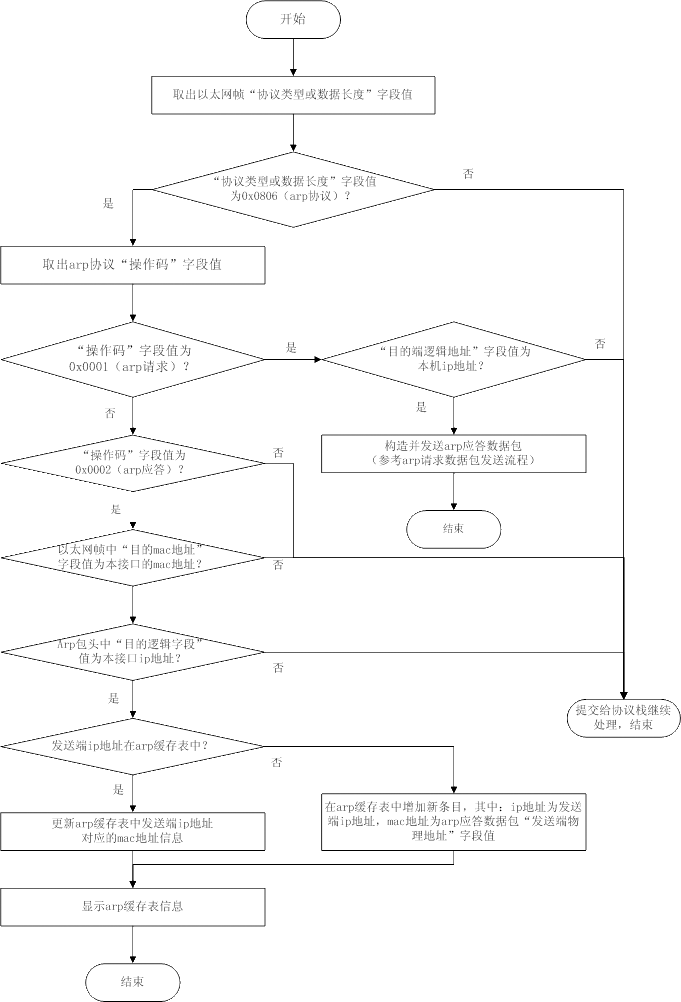 开始
取出以太网帧“协议类型或数据长度”字段值
“协议类型或数据长度”字段值
为0x0806（arp协议）？
否
是
取出arp协议“操作码”字段值
“操作码”字段值为
0x0001（arp请求）？
是
“目的端逻辑地址”字段值为
本机ip地址？
否
否
是
“操作码”字段值为
0x0002（arp应答）？
否
构造并发送arp应答数据包
（参考arp请求数据包发送流程）
是
结束
以太网帧中“目的mac地址”
字段值为本接口的mac地址？
否
Arp包头中“目的逻辑字段”
值为本接口ip地址？
否
是
提交给协议栈继续
处理，结束
发送端ip地址在arp缓存表中？
否
是
更新arp缓存表中发送端ip地址
对应的mac地址信息
在arp缓存表中增加新条目，其中：ip地址为发送
端ip地址，mac地址为arp应答数据包“发送端物
理地址”字段值
显示arp缓存表信息
结束